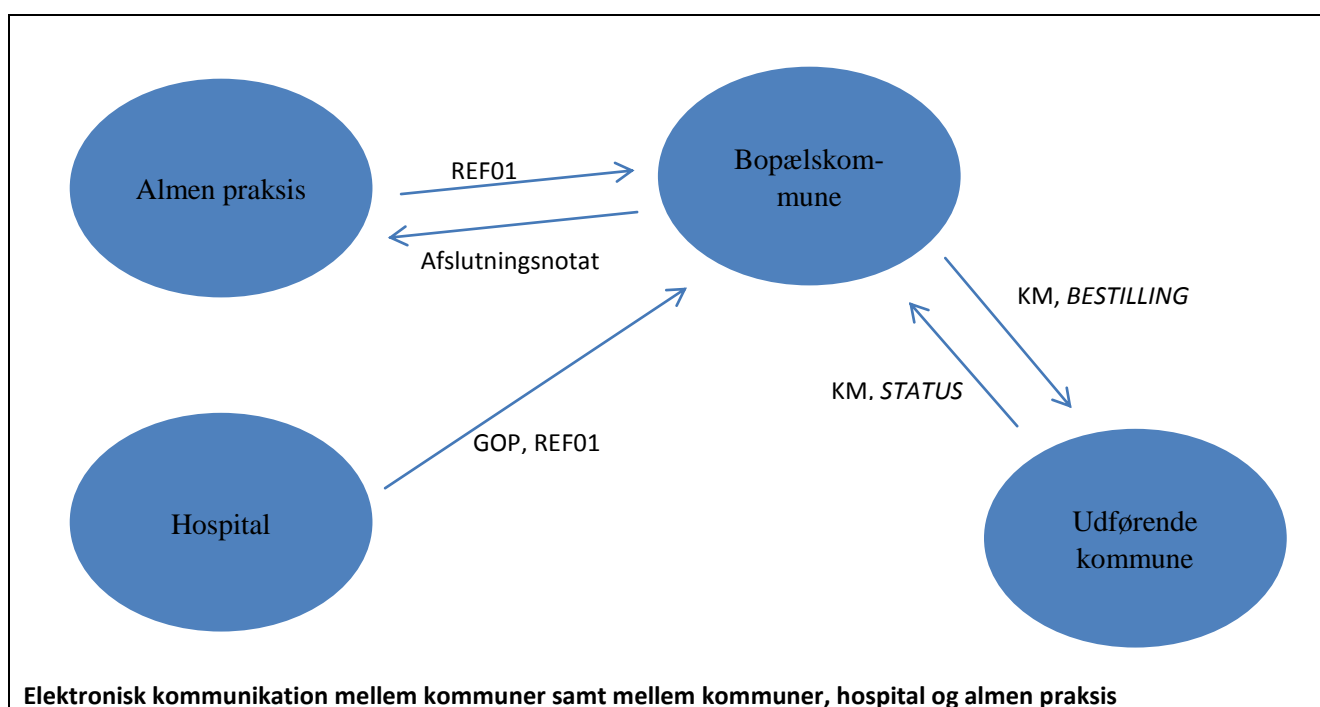 Almen praksis
REF01
Afslutningsnotat
Bopælskom-
mune
KM, BESTILLING
KM, STATUS
Hospital
GOP, REF01
Udførende
kommune
Elektronisk kommunikation mellem kommuner samt mellem kommuner, hospital og almen praksis